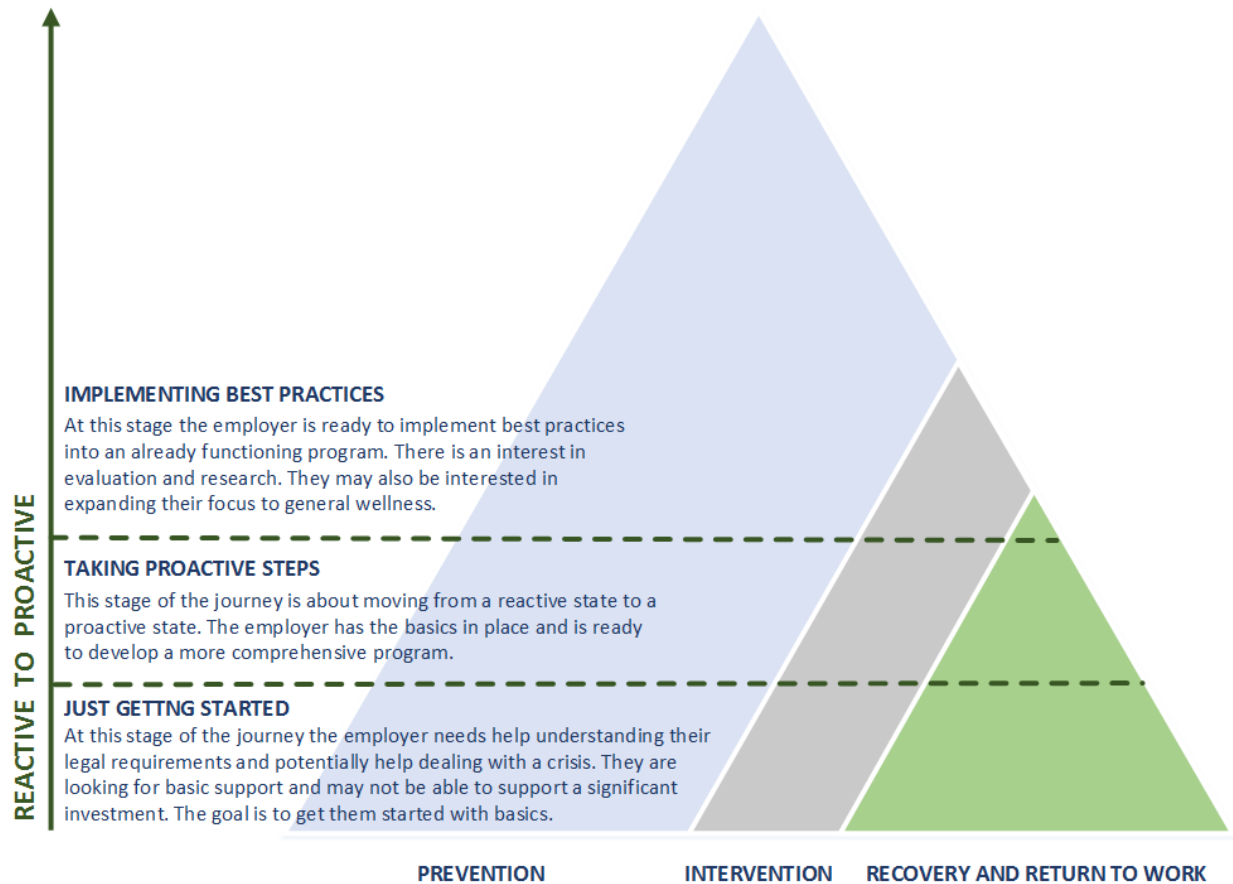 REACTIVE TO PROACTIVE
IMPLEMENTING BEST PRACTICES
At this stage the employer is ready to implement best practices
into an already functioning program. There is an interest in
evaluation and research. They may also be interested in
expanding their focus to general wellness.
TAKING PROACTIVE STEPS
This stage of the journey is about moving from a reactive state to a
proactive state. The employer has the basics in place and is ready
to develop a more comprehensive program.
JUST GETTNG STARTED
At this stage of the journey the employer needs help understanding their
legal requirements and potentially help dealing with a crisis. They are
looking for basic support and may not be able to support a significant
investment. The goal is to get them started with basics.
PREVENTION
INTERVENTION
RECOVERY AND RETURN TO WORK